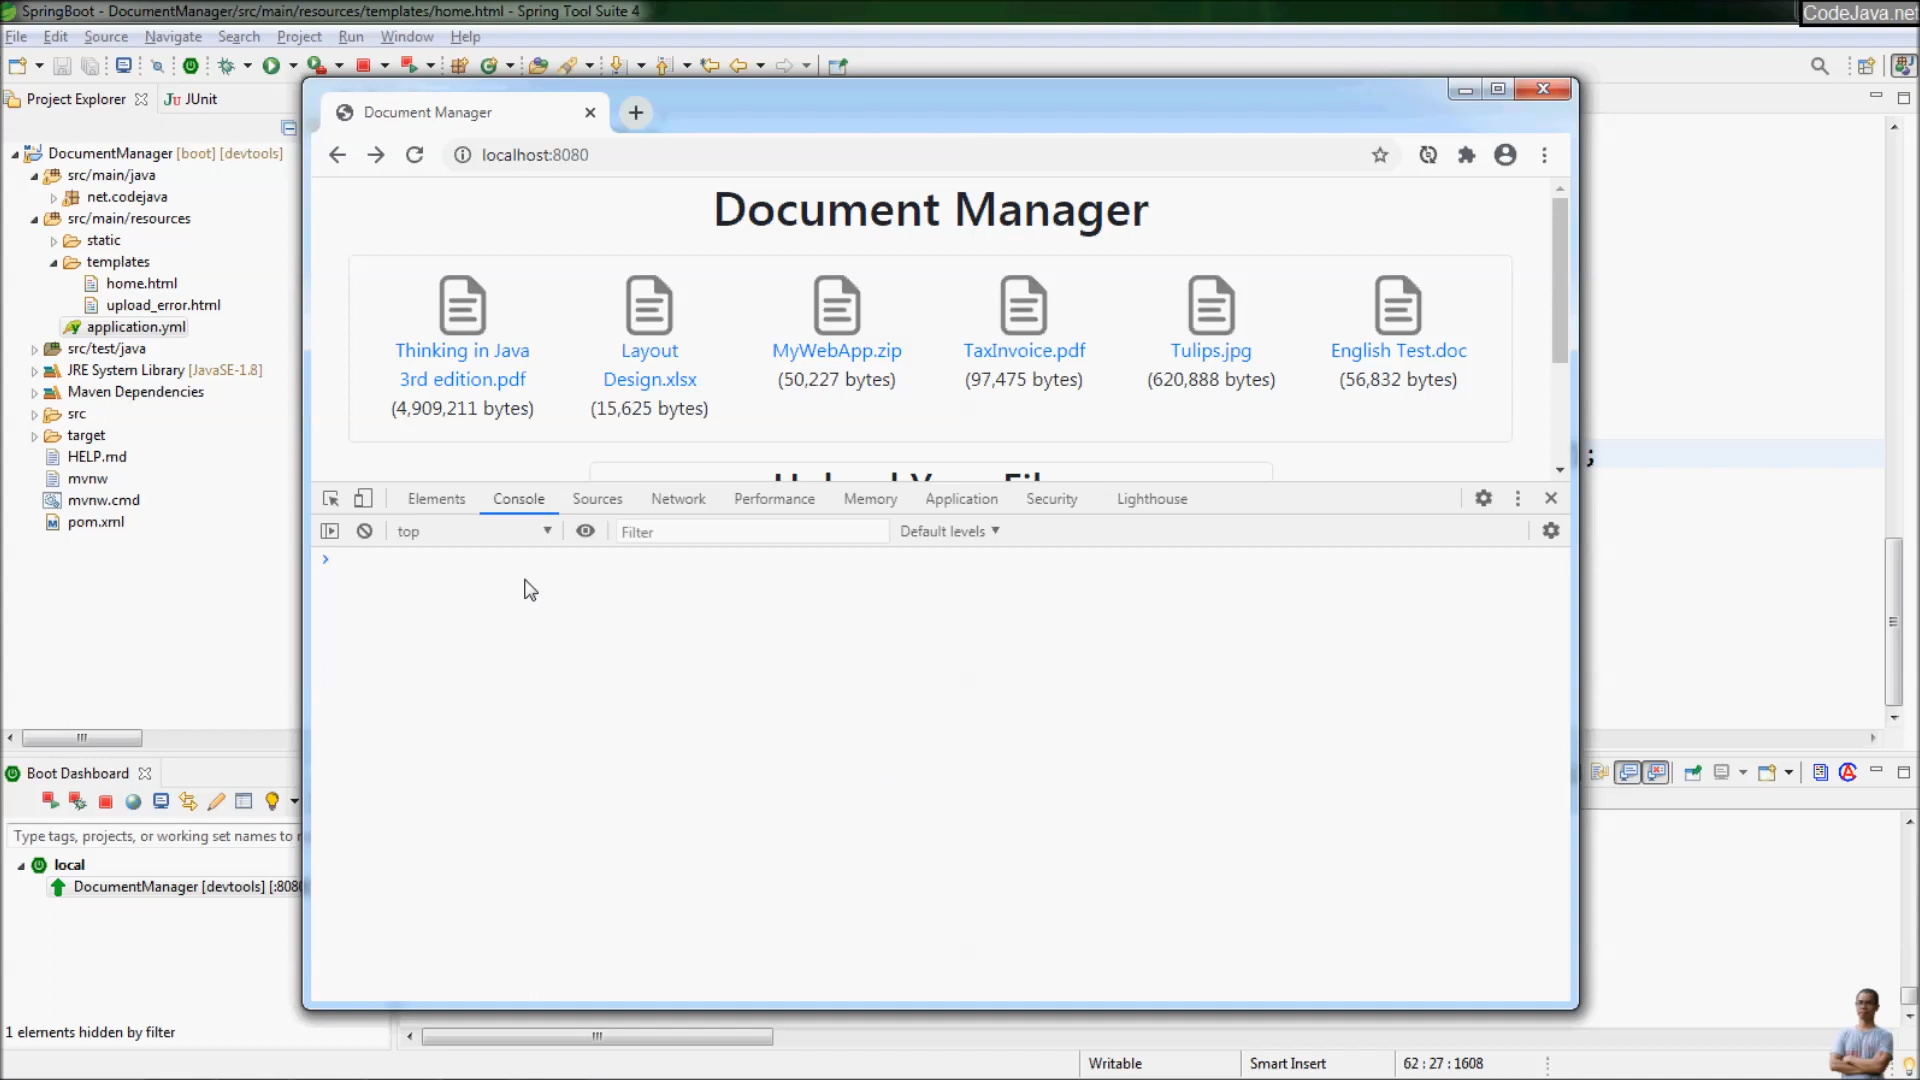 SpringBoot - DocumentManager/src/main/resources/templates/home.html - Spring Tool Suite 4
CodeJava.net
File Edit Source Navigate Search Project Run Window Help
Project Explorer
JUnit
DocumentManager [boot] [devtools]
src/main/java
net.codejava
src/main/resources
static
templates
home.html
upload_error.html
application.yml
src/test/java
JRE System Library [JavaSE-1.8]
Maven Dependencies
src
target
HELP.md
mvnw
mvnw.cmd
pom.xml
Document Manager
localhost:8080
Document Manager
Thinking in Java
3rd edition.pdf
(4,909,211 bytes)
Layout
Design.xlsx
(15,625 bytes)
MyWebApp.zip
(50,227 bytes)
TaxInvoice.pdf
(97,475 bytes)
Tulips.jpg
(620,888 bytes)
English Test.doc
(56,832 bytes)
;
Elements Console Sources Network Performance Memory Application Security Lighthouse
top
Filter
Default levels
Boot Dashboard
Type tags, projects, or working set names to
local
DocumentManager [devtools] [:8080
1 elements hidden by filter
Writable
Smart Insert
62 : 27 : 1608